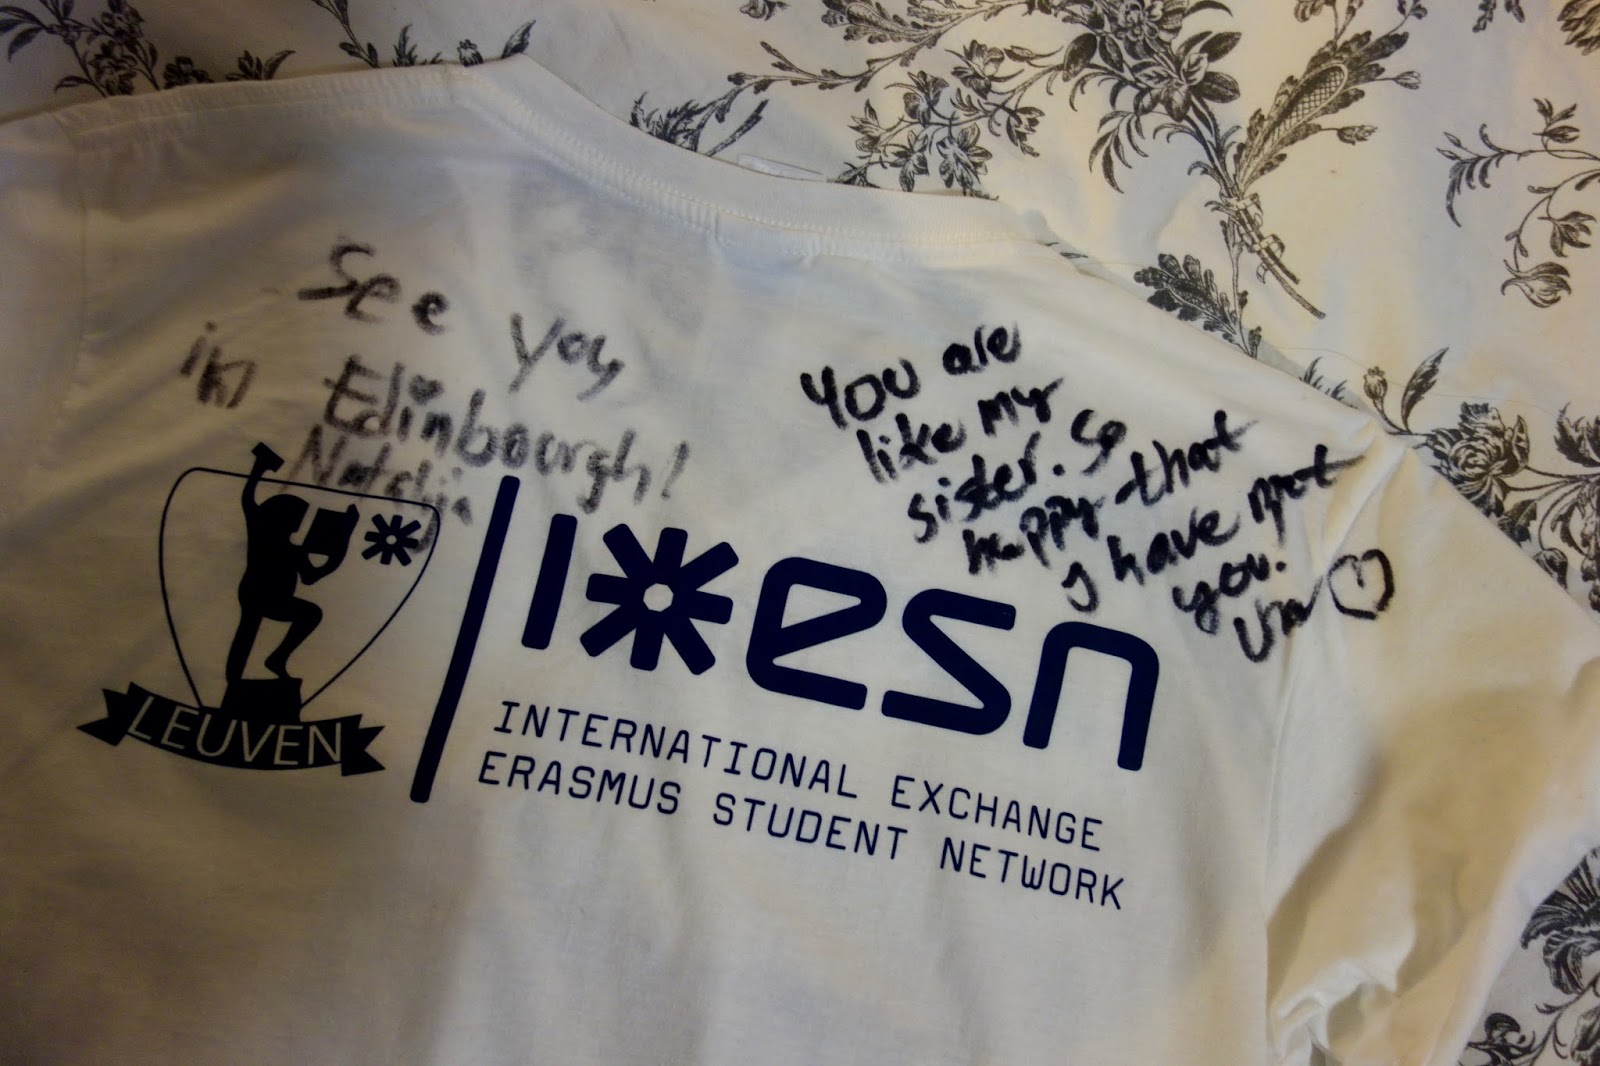 See you
in Edinbourgh!
You are
like my
sister. So
happy that
I have met
you.
LEUVEN
esn
INTERNATIONAL EXCHANGE
ERASMUS STUDENT NETWORK